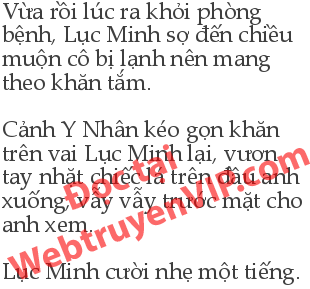 Vừa rồi lúc ra khỏi phòng
bệnh, Lục Minh sợ đến chiều
muộn cô bị lạnh nên mang
theo khăn tắm.
Cảnh Y Nhân kéo gọn khăn
trên vai Lục Minh lại, vươn
tay nhặt chiếc lá trên đầu anh
xuống, vẫy vẫy trước mặt cho
anh xem.
Lục Minh cười nhẹ một tiếng.
Đọc tại
WebtruyenVIP.com